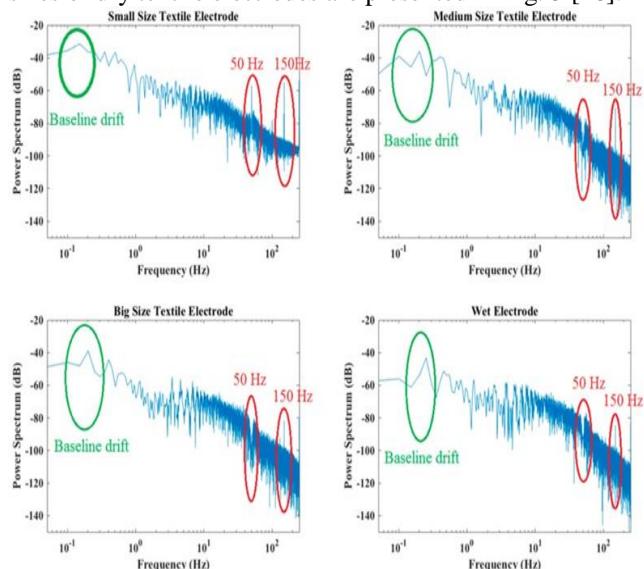 Small Size Textile Electrode
Power Spectrum (dB)
-20
-40
-60
-80
-100
-120
-140
50 Hz
150Hz
Baseline drift
10-1
100
101
102
Frequency (Hz)
Medium Size Textile Electrode
Power Spectrum (dB)
-20
-40
-60
-80
-100
-120
-140
50 Hz
150 Hz
Baseline drift
10-1
100
101
102
Frequency (Hz)
Big Size Textile Electrode
Power Spectrum (dB)
-20
-40
-60
-80
-100
-120
-140
50 Hz
150 Hz
Baseline drift
10-1
100
101
102
Frequency (Hz)
Wet Electrode
Power Spectrum (dB)
-20
-40
-60
-80
-100
-120
-140
50 Hz
150 Hz
Baseline drift
10-1
100
101
102
Frequency (Hz)